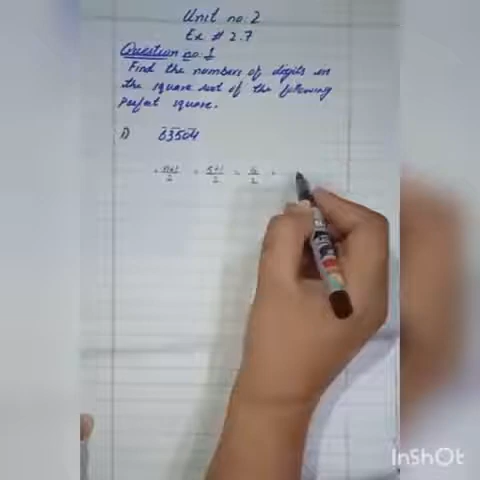 Unit no: 2
Ex # 2.7
Question no: 1
Find the numbers of digits in
the square root of the following
perfect square.
1) 63504
= n+1/2 = 5+1/2 = 6/2 =
InShOt